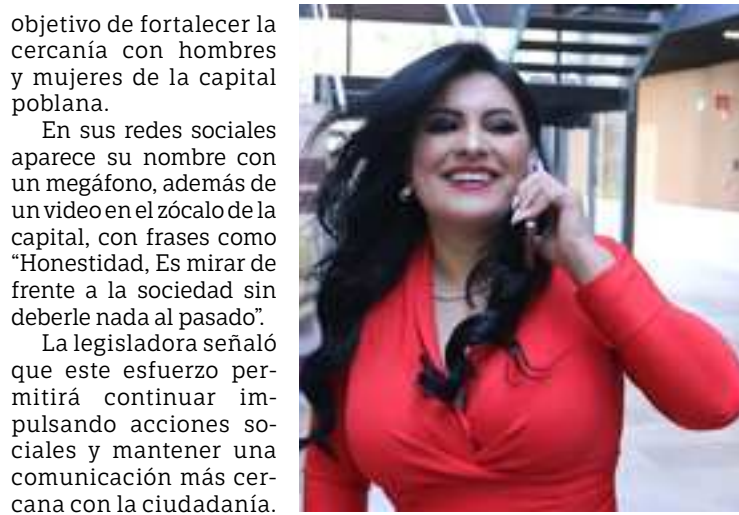 objetivo de fortalecer la
cercanía con hombres
y mujeres de la capital
poblana.
En sus redes sociales
aparece su nombre con
un megáfono, además de
un video en el zócalo de la
capital, con frases como
“Honestidad, Es mirar de
frente a la sociedad sin
deberle nada al pasado”.
La legisladora señaló
que este esfuerzo per-
mitirá continuar im-
pulsando acciones so-
ciales y mantener una
comunicación más cer-
cana con la ciudadanía.